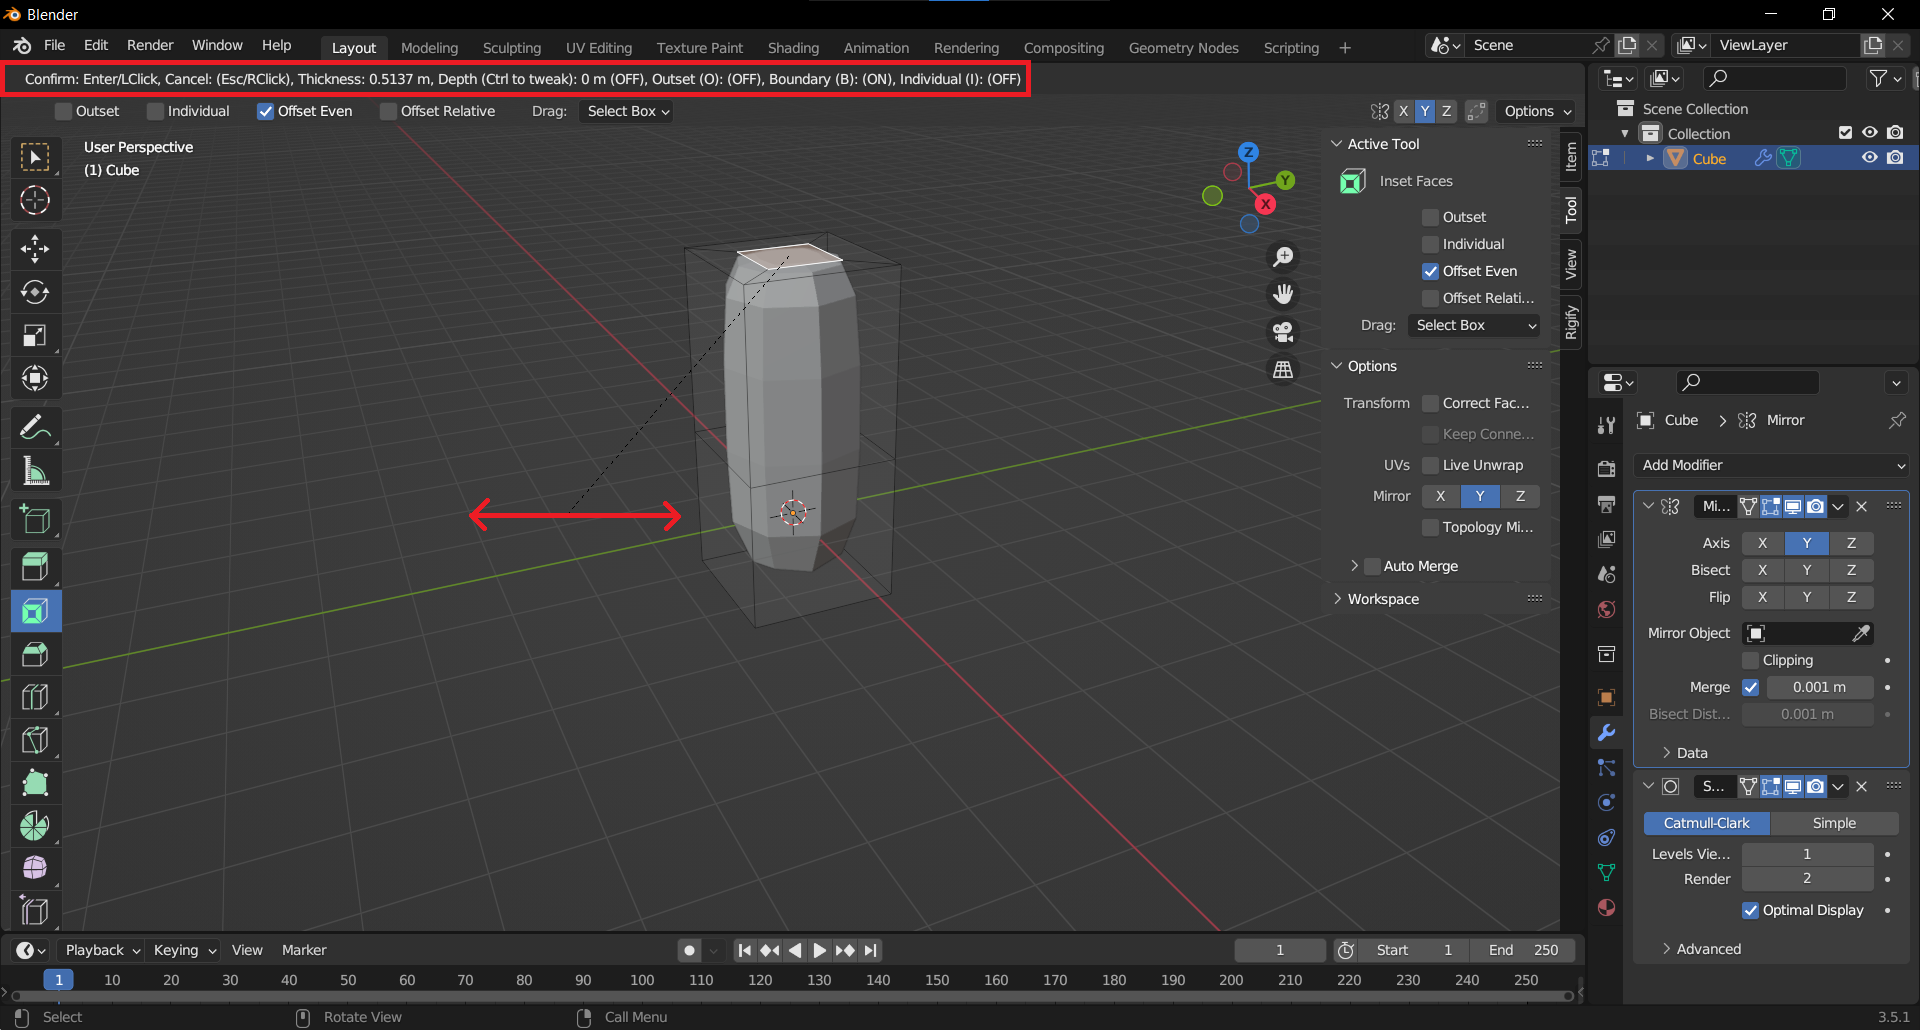 Blender
File Edit Render Window Help Layout Modeling Sculpting UV Editing Texture Paint Shading Animation Rendering Compositing Geometry Nodes Scripting + Scene ViewLayer
Confirm: Enter/LClick, Cancel: (Esc/RClick), Thickness: 0.5137 m, Depth (Ctrl to tweak): 0 m (OFF), Outset (O): (OFF), Boundary (B): (ON), Individual (I): (OFF)
Outset Individual Offset Even Offset Relative Drag: Select Box X Y Z Options
User Perspective
(1) Cube
Z
Y
X
Active Tool
Inset Faces
Outset
Individual
Offset Even
Offset Relati...
Drag: Select Box
Options
Transform Correct Fac...
Keep Conne...
UVs Live Unwrap
Mirror X Y Z
Topology Mi...
Auto Merge
Workspace
Item
Tool
View
Rigify
Scene Collection
Collection
Cube
Cube > Mirror
Add Modifier
Mi...
Axis X Y Z
Bisect X Y Z
Flip X Y Z
Mirror Object
Clipping
Merge 0.001 m
Bisect Dist... 0.001 m
Data
S...
Catmull-Clark Simple
Levels Vie... 1
Render 2
Optimal Display
Advanced
Playback Keying View Marker 1 Start 1 End 250
1 10 20 30 40 50 60 70 80 90 100 110 120 130 140 150 160 170 180 190 200 210 220 230 240 250
Select Rotate View Call Menu 3.5.1